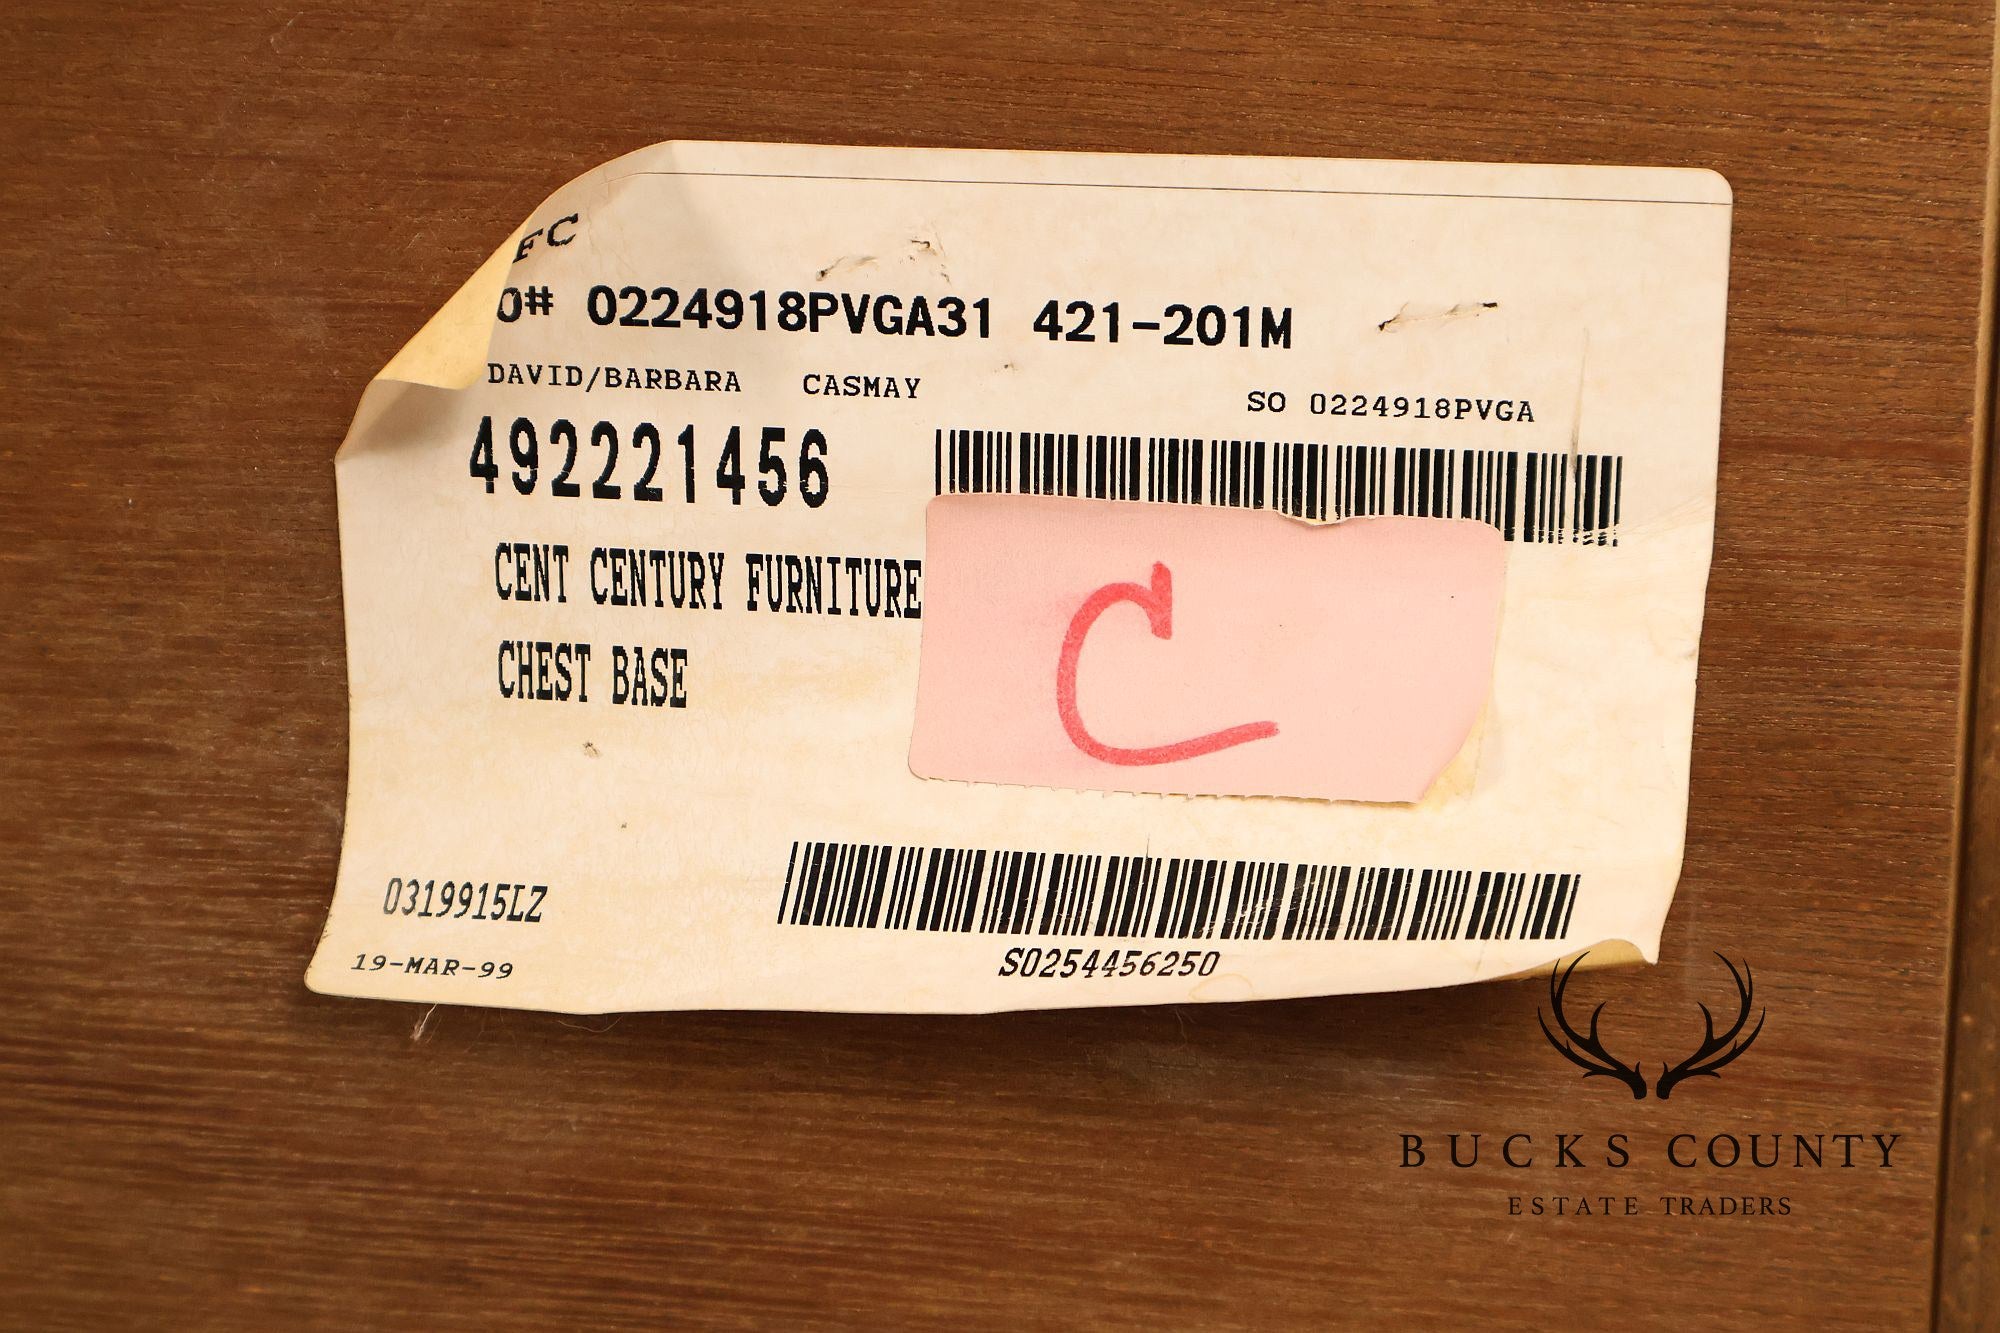 FC
O# 0224918PVGA31 421-201M
DAVID/BARBARA CASMAY
SO 0224918PVGA
492221456
CENT CENTURY FURNITURE
CHEST BASE
C
0319915LZ
19-MAR-99
S0254456250
BUCKS COUNTY
ESTATE TRADERS